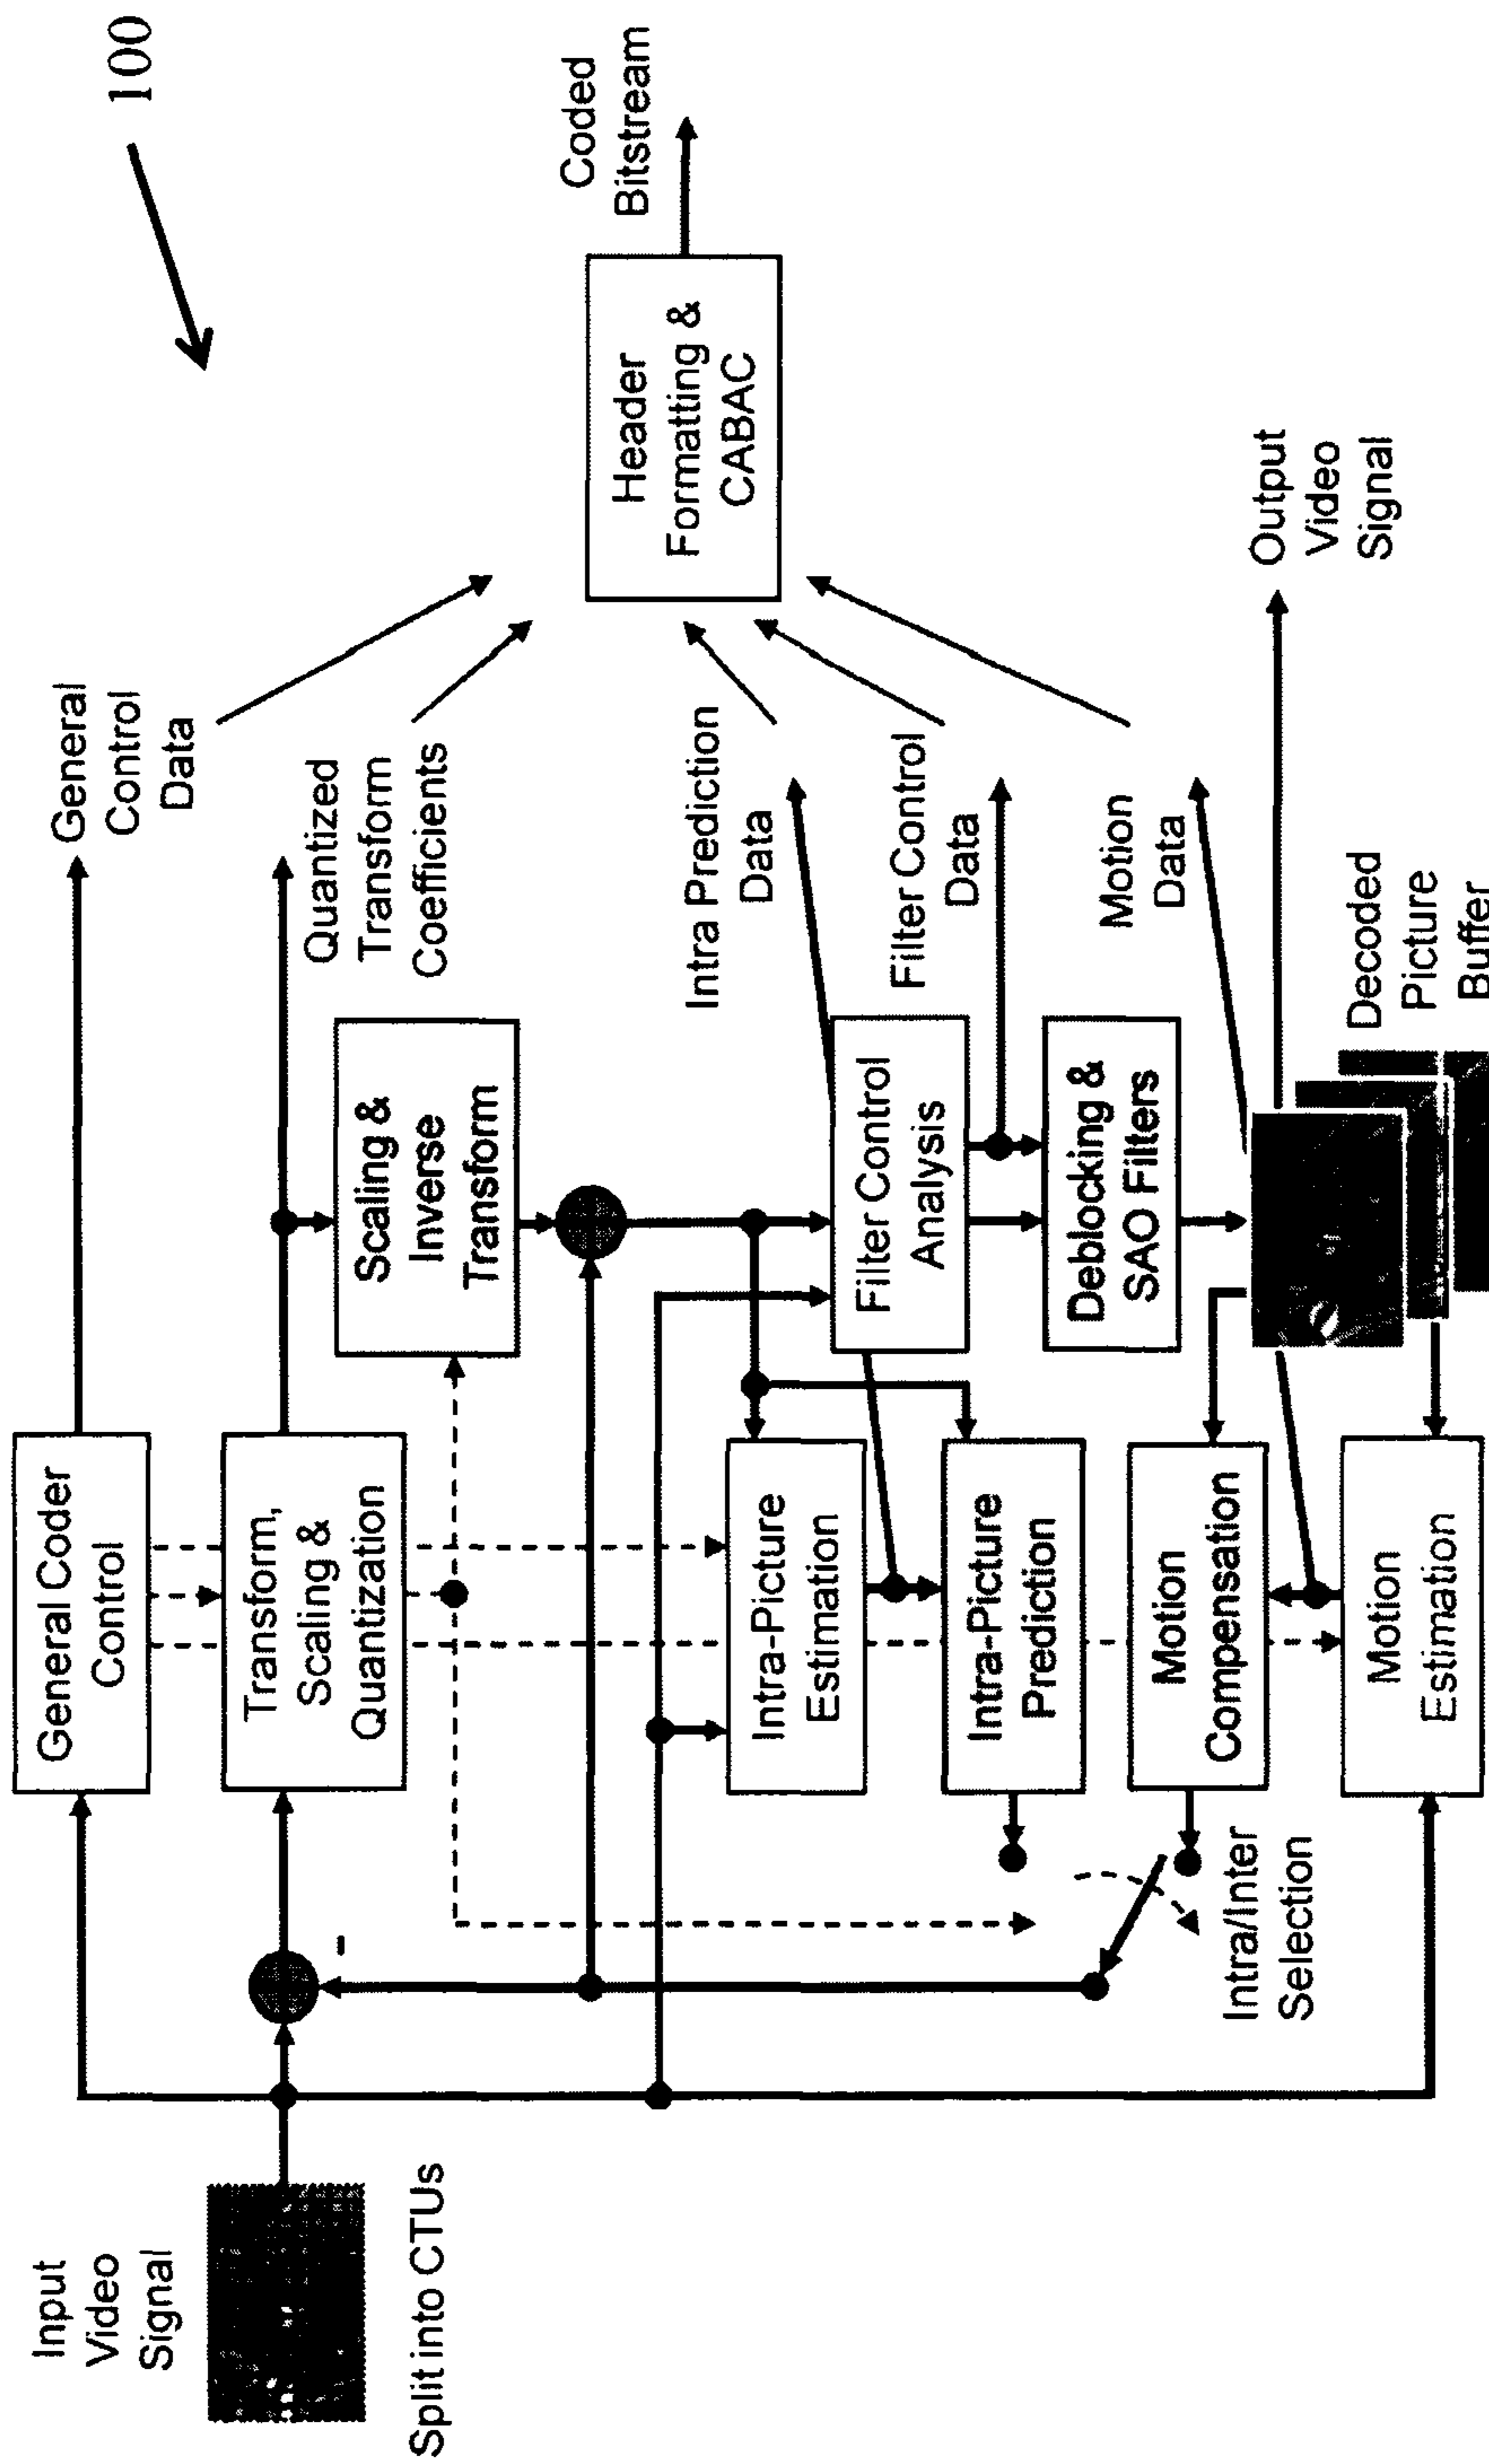 100
Input
Video
Signal
Split into CTUs
General Coder
Control
General
Control
Data
Transform,
Scaling &
Quantization
Quantized
Transform
Coefficients
Scaling &
Inverse
Transform
-
Header
Formatting &
CABAC
Coded
Bitstream
Intra-Picture
Estimation
Intra Prediction
Data
Filter Control
Analysis
Filter Control
Data
Intra-Picture
Prediction
Deblocking &
SAO Filters
Motion
Compensation
Motion
Data
Intra/Inter
Selection
Motion
Estimation
Output
Video
Signal
Decoded
Picture
Buffer